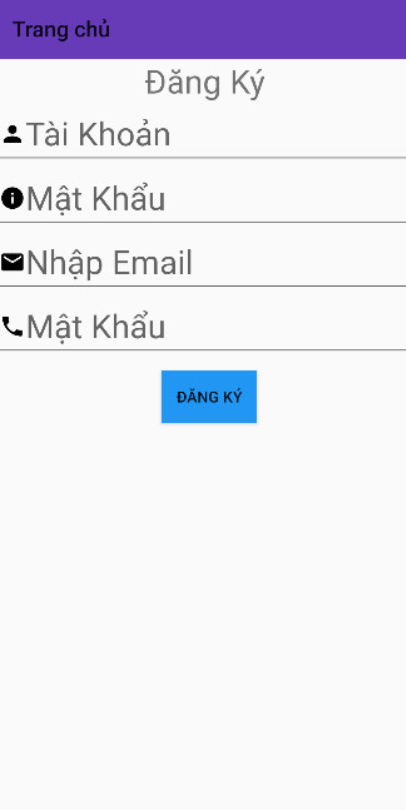 Trang chủ
Đăng Ký
Tài Khoản
Mật Khẩu
Nhập Email
Mật Khẩu
ĐĂNG KÝ